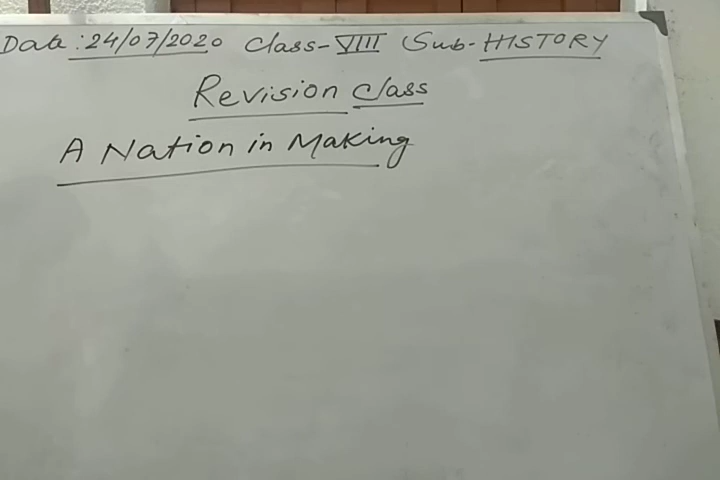 Date : 24/07/2020 Class-VIII Sub-HISTORY
Revision Class
A Nation in Making